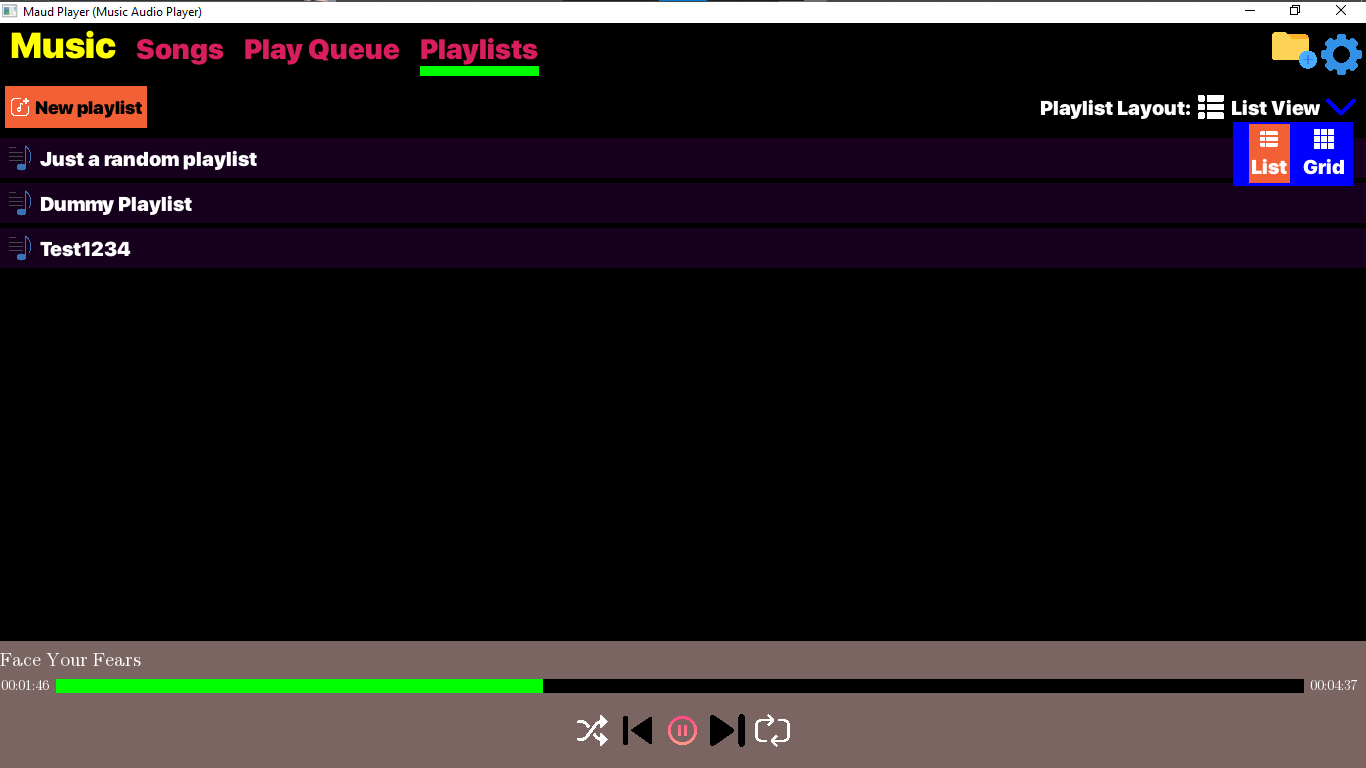 Maud Player (Music Audio Player)
Music Songs Play Queue Playlists
New playlist
Playlist Layout: List View
List Grid
Just a random playlist
Dummy Playlist
Test1234
Face Your Fears
00:01:46 00:04:37